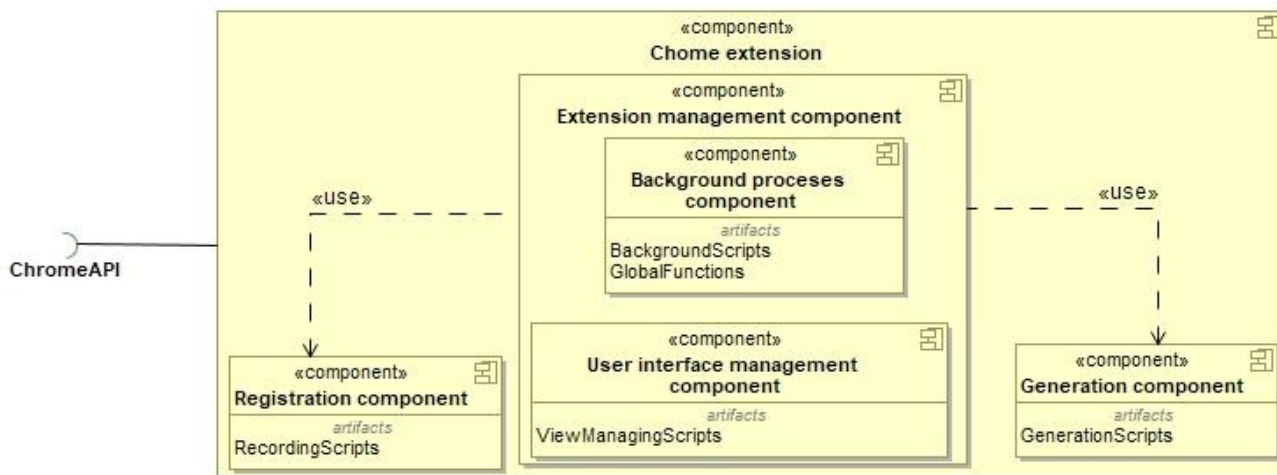 «component»
Chome extension
«component»
Extension management component
«component»
Background proceses
component
artifacts
BackgroundScripts
GlobalFunctions
«use»
«use»
ChromeAPI
«component»
User interface management
component
artifacts
ViewManagingScripts
«component»
Registration component
artifacts
RecordingScripts
«component»
Generation component
artifacts
GenerationScripts